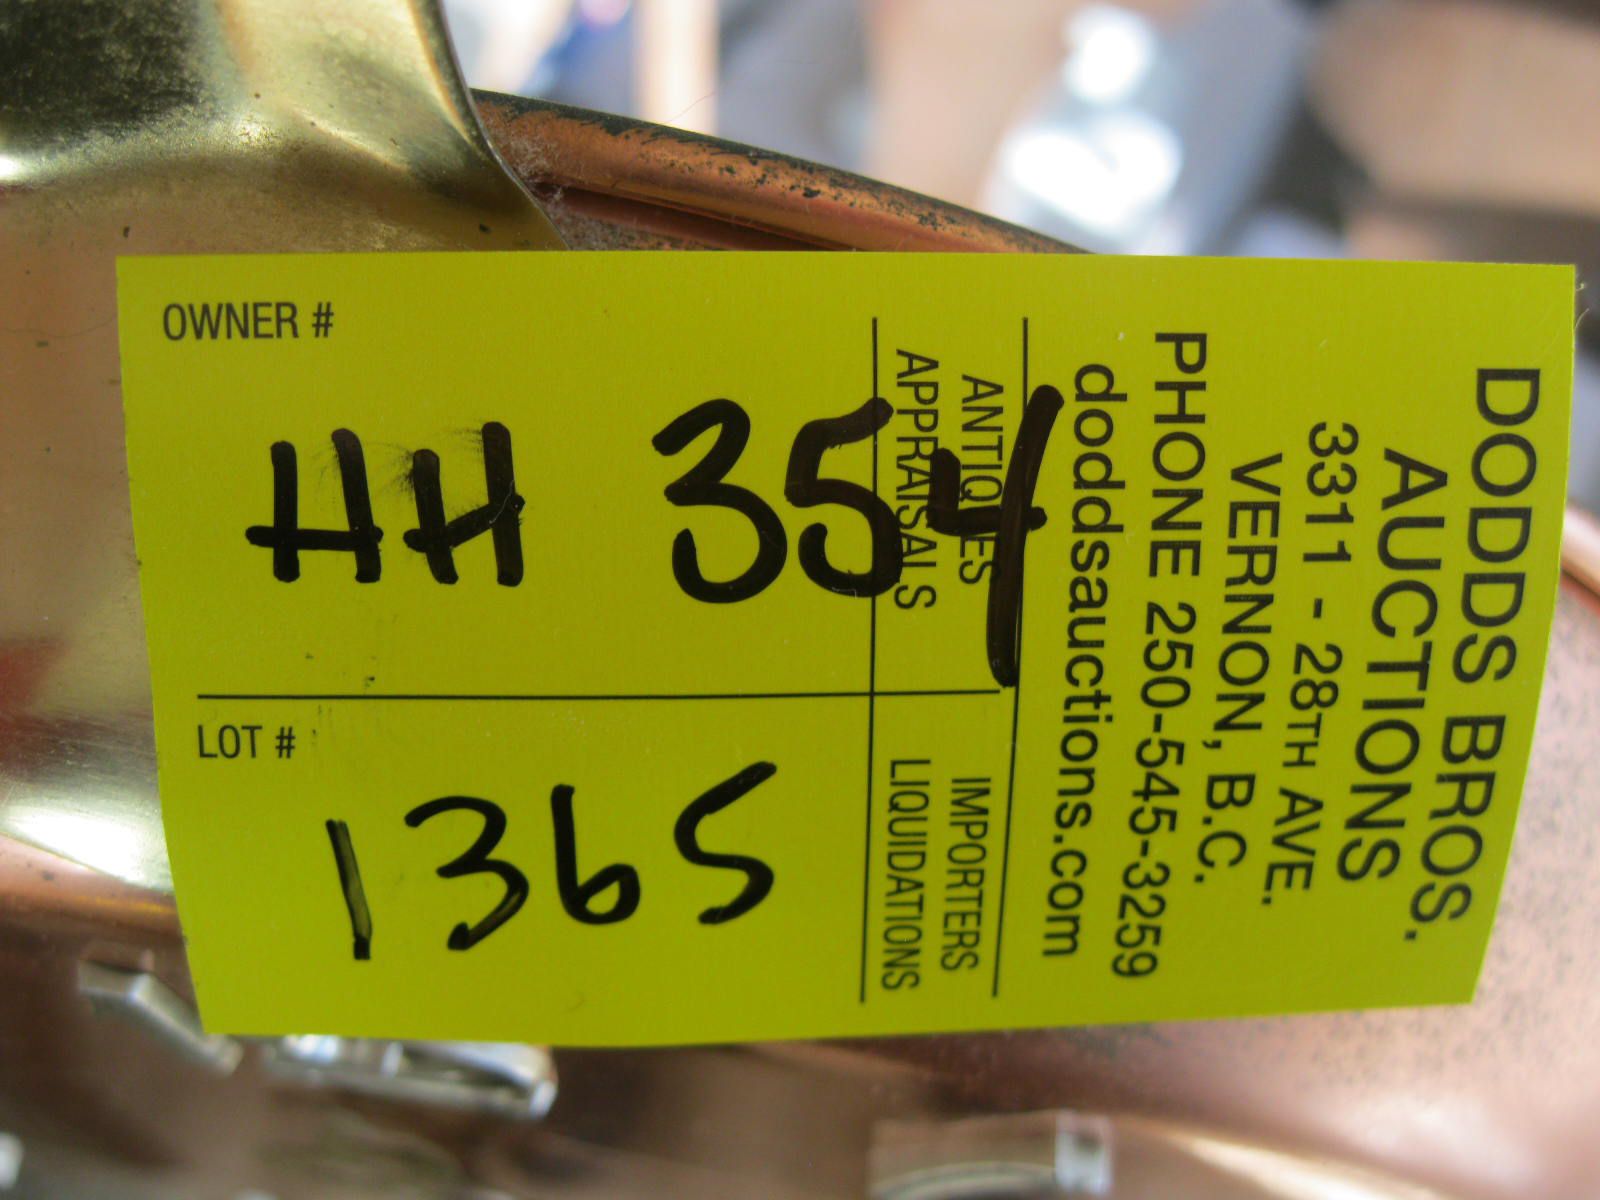 OWNER #
HH 354
LOT #
1365
DODDS BROS.
AUCTIONS
3311 - 28TH AVE.
VERNON, B.C.
PHONE 250-545-3259
doddsauctions.com
ANTIQUES
APPRAISALS
IMPORTERS
LIQUIDATIONS